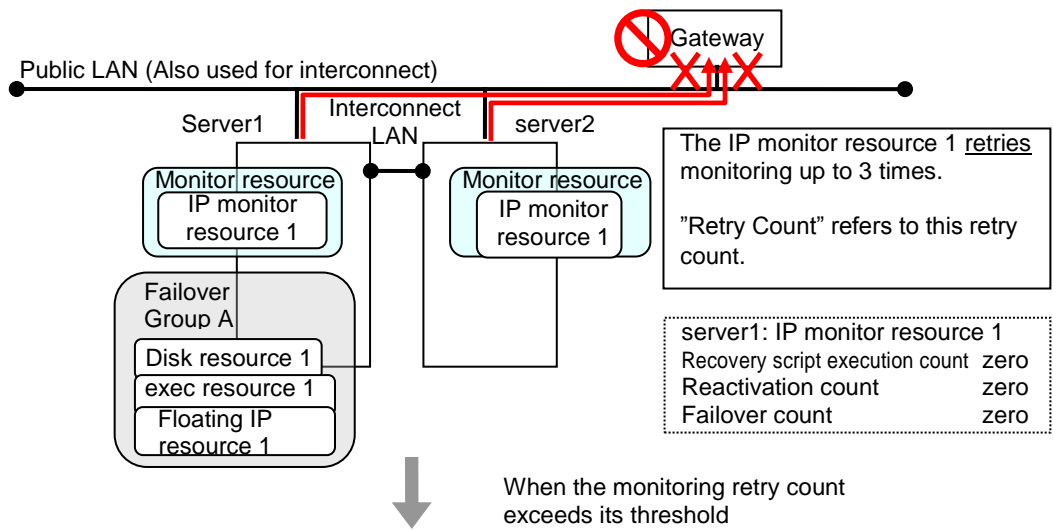 Gateway
Public LAN (Also used for interconnect)
Interconnect
LAN
Server1
server2
Monitor resource
IP monitor
resource 1
Monitor resource
IP monitor
resource 1
The IP monitor resource 1 retries
monitoring up to 3 times.
”Retry Count” refers to this retry
count.
Failover
Group A
Disk resource 1
exec resource 1
Floating IP
resource 1
server1: IP monitor resource 1
Recovery script execution count zero
Reactivation count zero
Failover count zero
When the monitoring retry count
exceeds its threshold